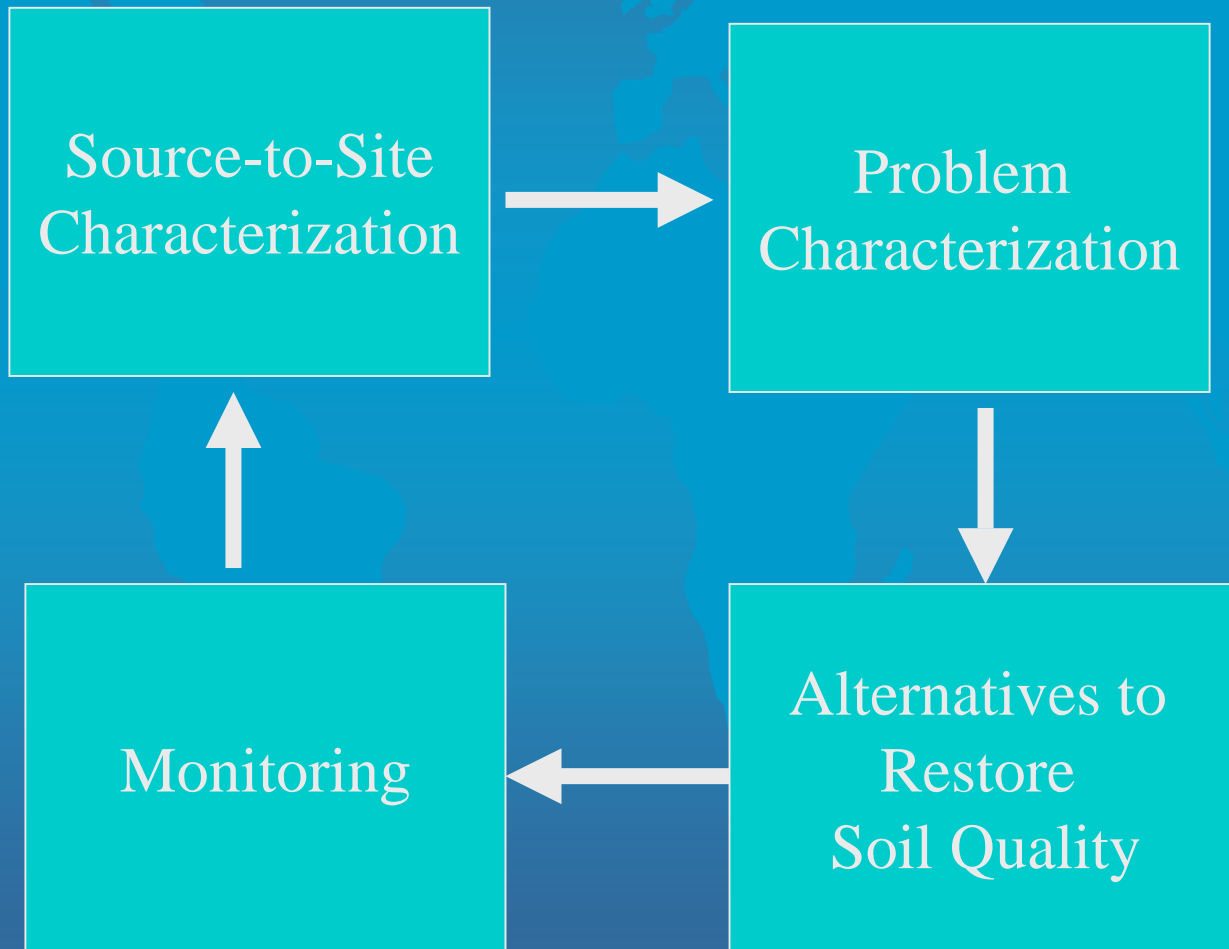 Source-to-Site
Characterization
Problem
Characterization
Monitoring
Alternatives to
Restore
Soil Quality